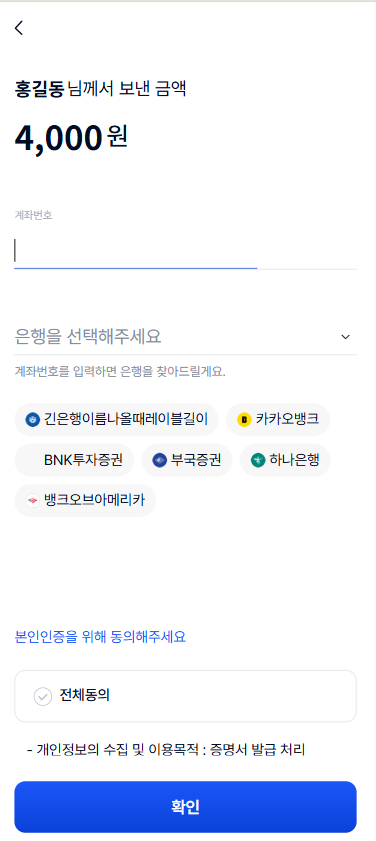 홍길동님께서 보낸 금액
4,000원
계좌번호
은행을 선택해주세요
계좌번호를 입력하면 은행을 찾아드릴게요.
긴은행이름나올때레이블길이 카카오뱅크
BNK투자증권 부국증권 하나은행
뱅크오브아메리카
본인인증을 위해 동의해주세요
전체동의
- 개인정보의 수집 및 이용목적 : 증명서 발급 처리
확인